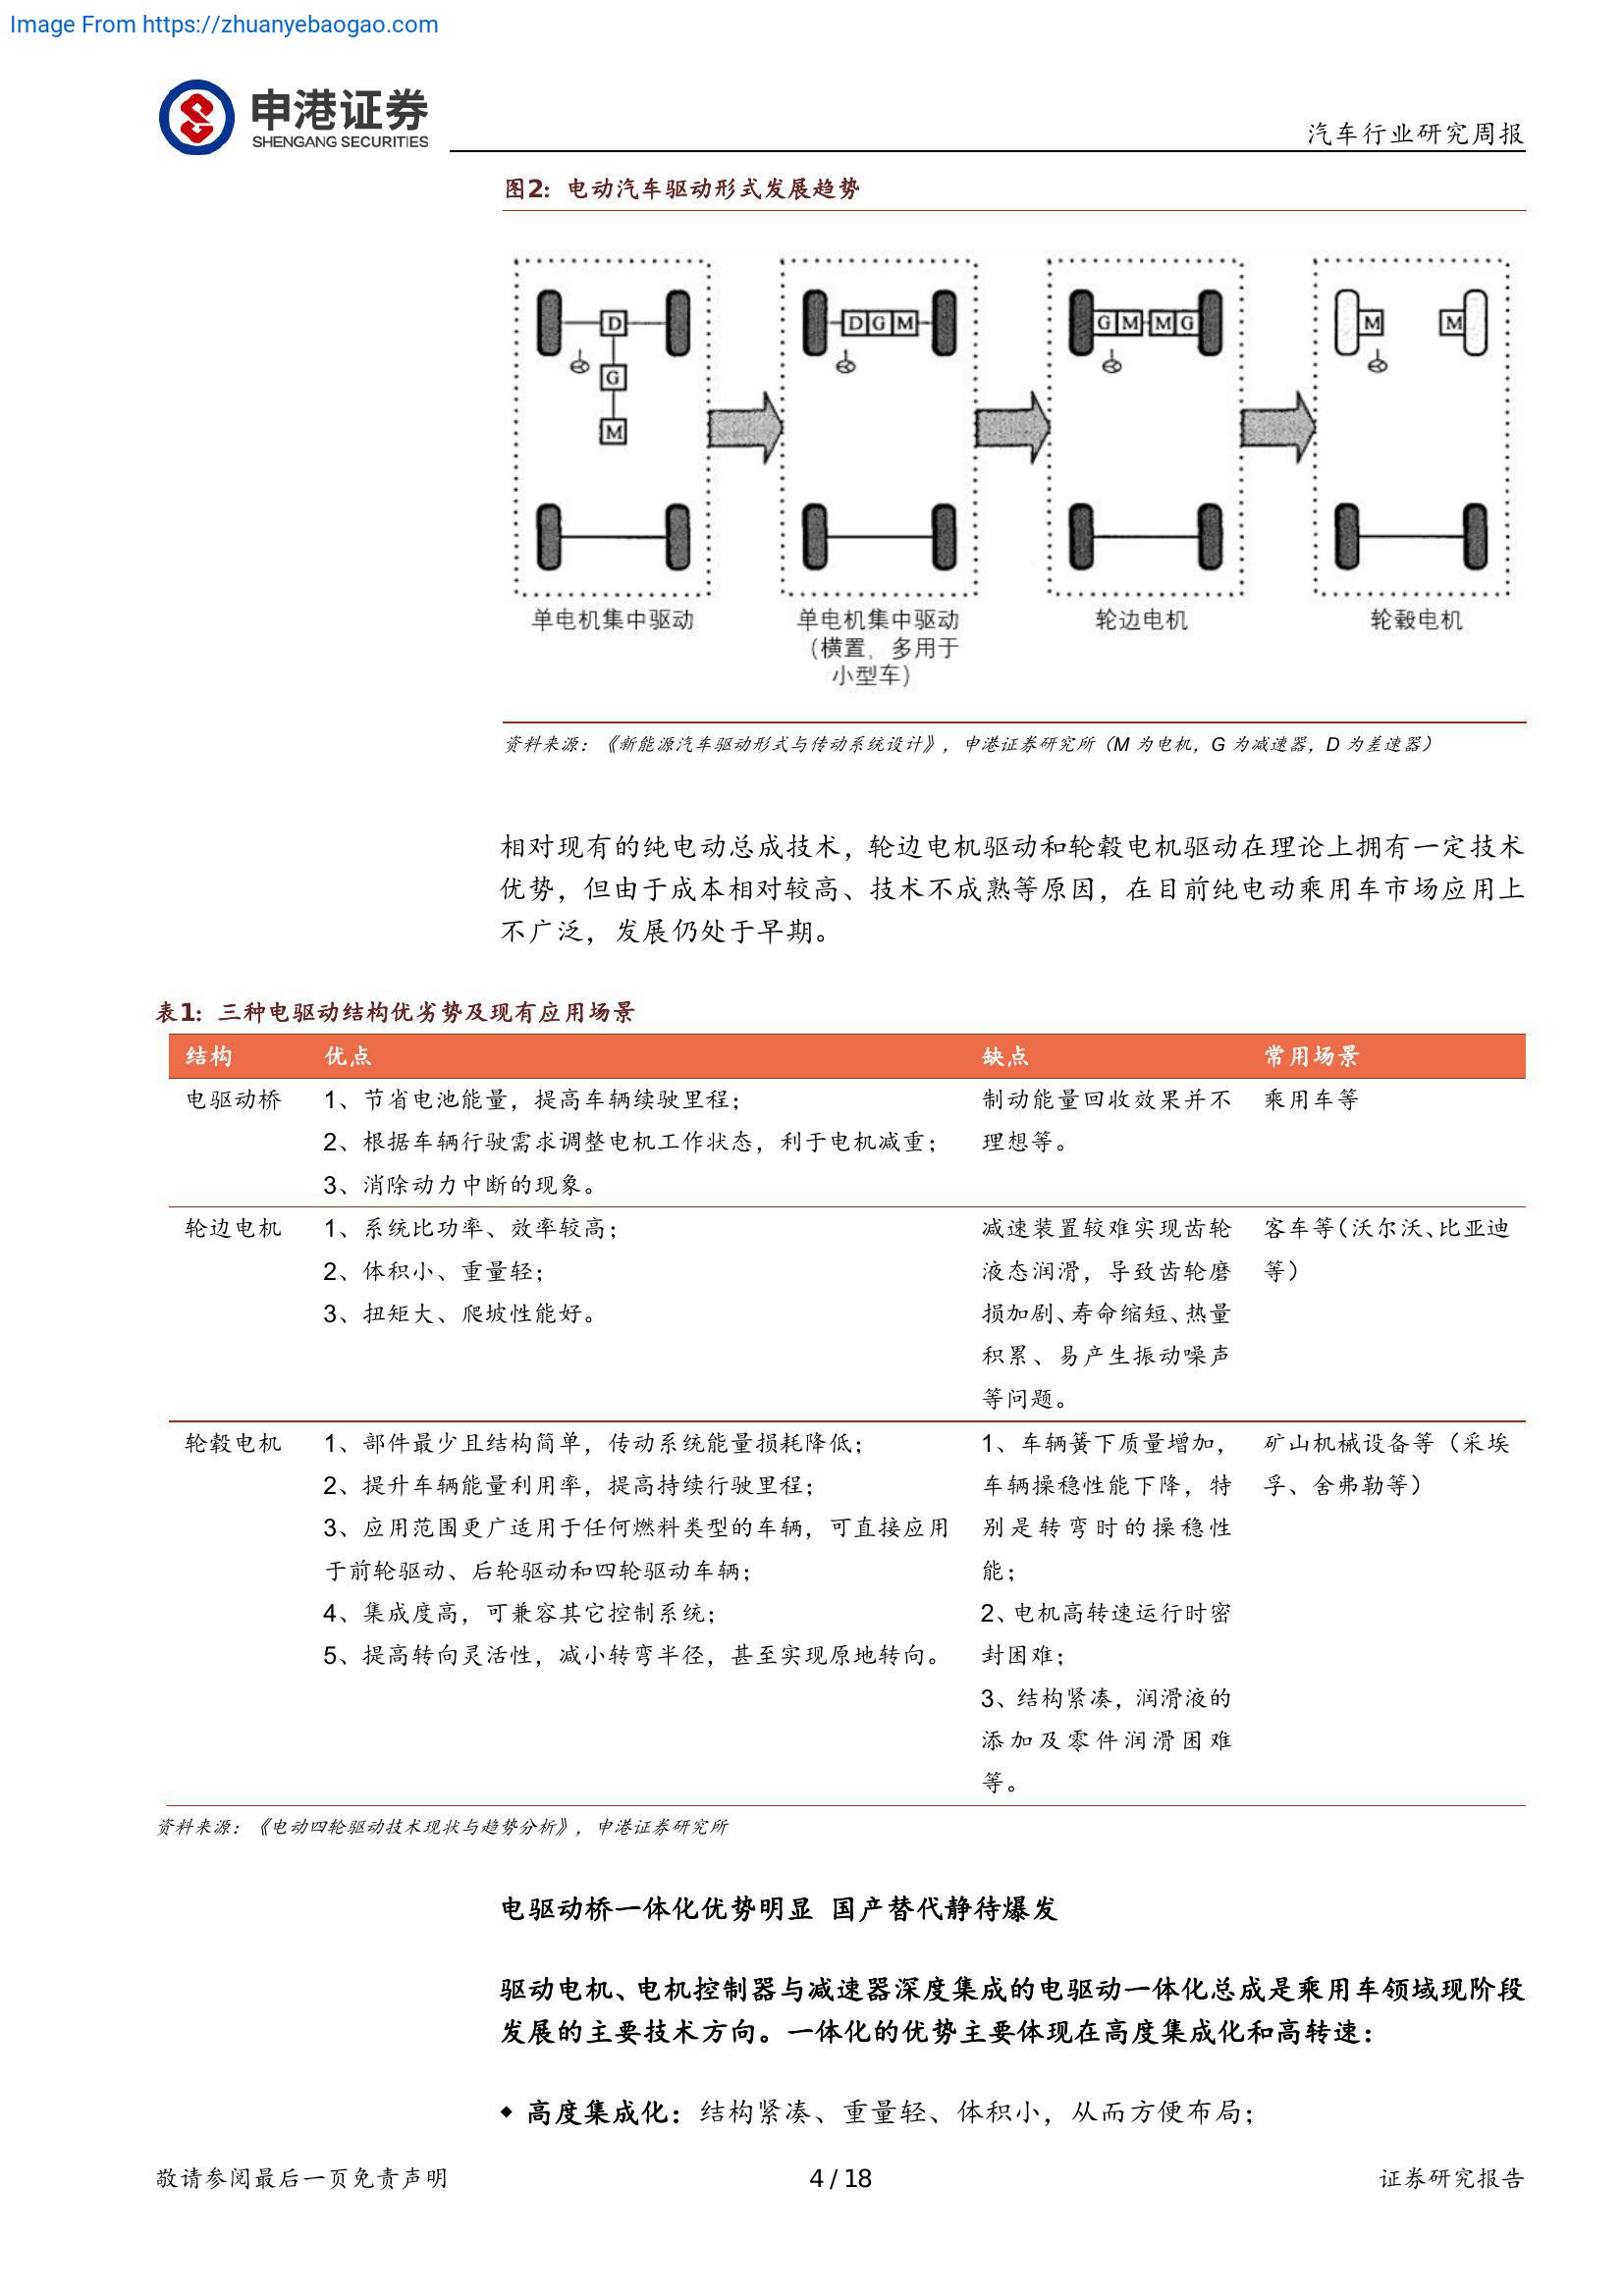 Image From https://zhuanyebaogao.com
申港证券
SHENGANG SECURITIES
汽车行业研究周报
图2：电动汽车驱动形式发展趋势
D
G
M
D G M
G M M G
M M
单电机集中驱动
单电机集中驱动
（横置，多用于
小型车）
轮边电机
轮毂电机
资料来源：《新能源汽车驱动形式与传动系统设计》，申港证券研究所（M 为电机，G 为减速器，D 为差速器）
相对现有的纯电动总成技术，轮边电机驱动和轮毂电机驱动在理论上拥有一定技术
优势，但由于成本相对较高、技术不成熟等原因，在目前纯电动乘用车市场应用上
不广泛，发展仍处于早期。
表1：三种电驱动结构优劣势及现有应用场景
结构 优点 缺点 常用场景
电驱动桥
1、节省电池能量，提高车辆续驶里程；
2、根据车辆行驶需求调整电机工作状态，利于电机减重；
3、消除动力中断的现象。
制动能量回收效果并不
理想等。
乘用车等
轮边电机
1、系统比功率、效率较高；
2、体积小、重量轻；
3、扭矩大、爬坡性能好。
减速装置较难实现齿轮
液态润滑，导致齿轮磨
损加剧、寿命缩短、热量
积累、易产生振动噪声
等问题。
客车等（沃尔沃、比亚迪
等）
轮毂电机
1、部件最少且结构简单，传动系统能量损耗降低；
2、提升车辆能量利用率，提高持续行驶里程；
3、应用范围更广适用于任何燃料类型的车辆，可直接应用
于前轮驱动、后轮驱动和四轮驱动车辆；
4、集成度高，可兼容其它控制系统；
5、提高转向灵活性，减小转弯半径，甚至实现原地转向。
1、车辆簧下质量增加，
车辆操稳性能下降，特
别是转弯时的操稳性
能；
2、电机高转速运行时密
封困难；
3、结构紧凑，润滑液的
添加及零件润滑困难
等。
矿山机械设备等（采埃
孚、舍弗勒等）
资料来源：《电动四轮驱动技术现状与趋势分析》，申港证券研究所
电驱动桥一体化优势明显 国产替代静待爆发
驱动电机、电机控制器与减速器深度集成的电驱动一体化总成是乘用车领域现阶段
发展的主要技术方向。一体化的优势主要体现在高度集成化和高转速：
◆ 高度集成化：结构紧凑、重量轻、体积小，从而方便布局；
敬请参阅最后一页免责声明
4 / 18
证券研究报告